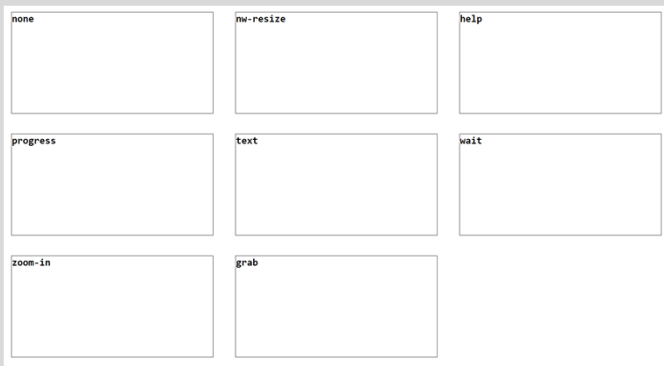 none
nw-resize
help
progress
text
wait
zoom-in
grab